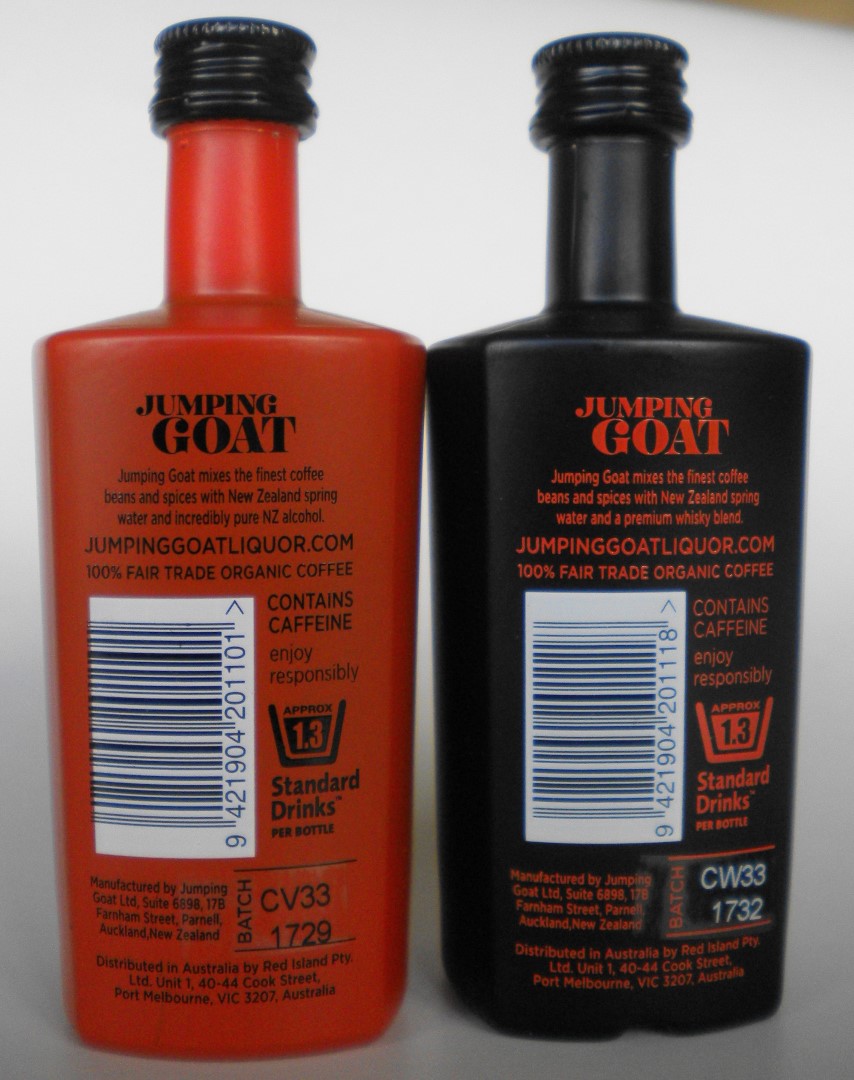 JUMPING
GOAT
Jumping Goat mixes the finest coffee
beans and spices with New Zealand spring
water and incredibly pure NZ alcohol.
JUMPINGGOATLIQUOR.COM
100% FAIR TRADE ORGANIC COFFEE
CONTAINS
CAFFEINE
enjoy
responsibly
APPROX
1.3
Standard
Drinks™
PER BOTTLE
9 421904 201101 >
Manufactured by Jumping
Goat Ltd, Suite 6898, 17B
Farnham Street, Parnell,
Auckland,New Zealand
BATCH
CV33
1729
Distributed in Australia by Red Island Pty.
Ltd. Unit 1, 40-44 Cook Street,
Port Melbourne, VIC 3207, Australia
JUMPING
GOAT
Jumping Goat mixes the finest coffee
beans and spices with New Zealand spring
water and a premium whisky blend.
JUMPINGGOATLIQUOR.COM
100% FAIR TRADE ORGANIC COFFEE
CONTAINS
CAFFEINE
enjoy
responsibly
APPROX
1.3
Standard
Drinks™
PER BOTTLE
9 421904 201118 >
Manufactured by Jumping
Goat Ltd, Suite 6898, 17B
Farnham Street, Parnell,
Auckland,New Zealand
BATCH
CW33
1732
Distributed in Australia by Red Island Pty.
Ltd. Unit 1, 40-44 Cook Street,
Port Melbourne, VIC 3207, Australia